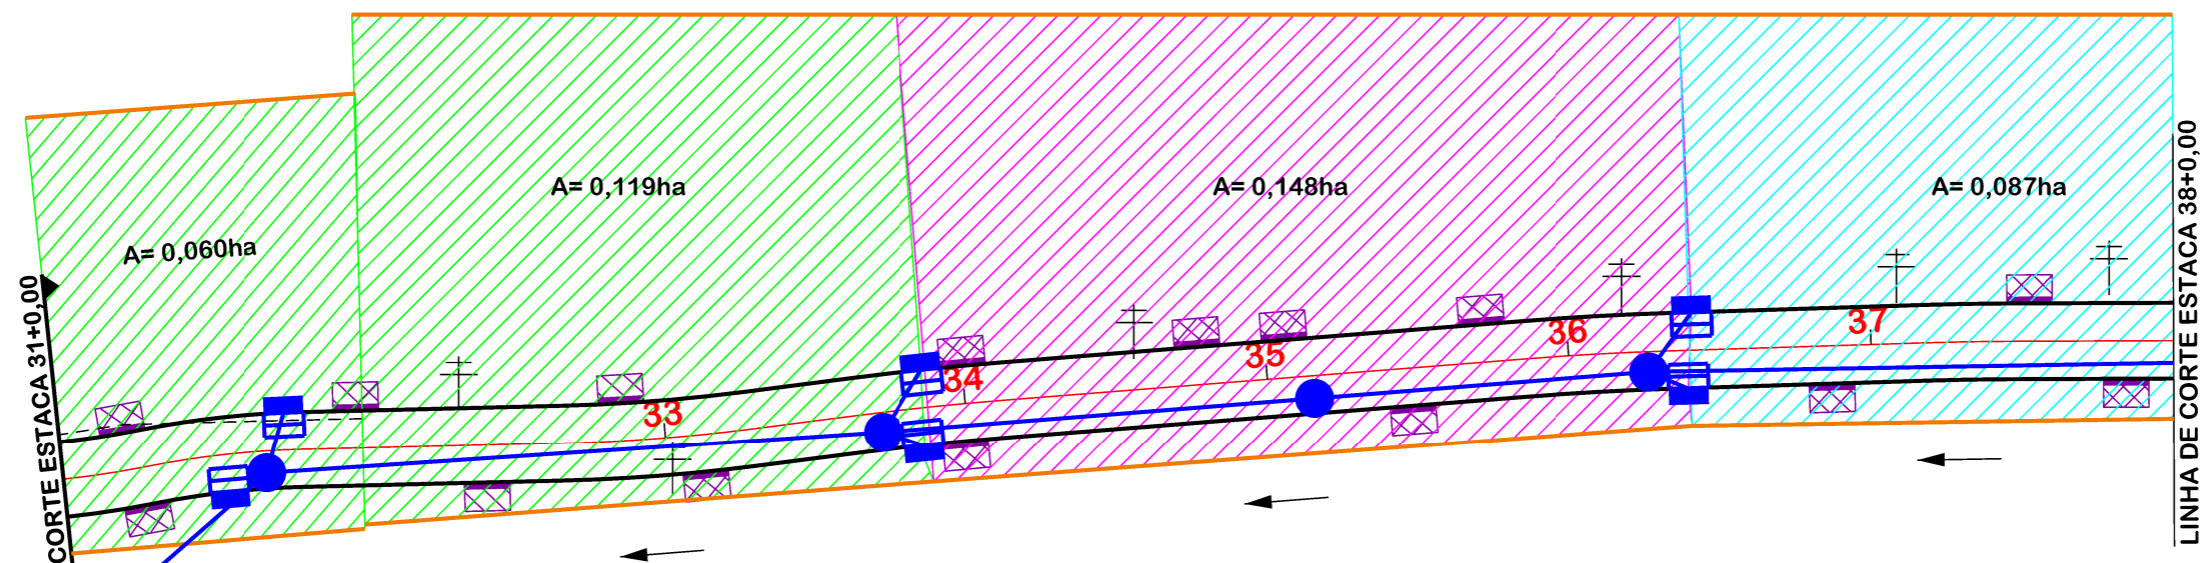 CORTE ESTACA 31+0,00
A= 0,060ha
A= 0,119ha
A= 0,148ha
A= 0,087ha
33
34
35
36
37
LINHA DE CORTE ESTACA 38+0,00